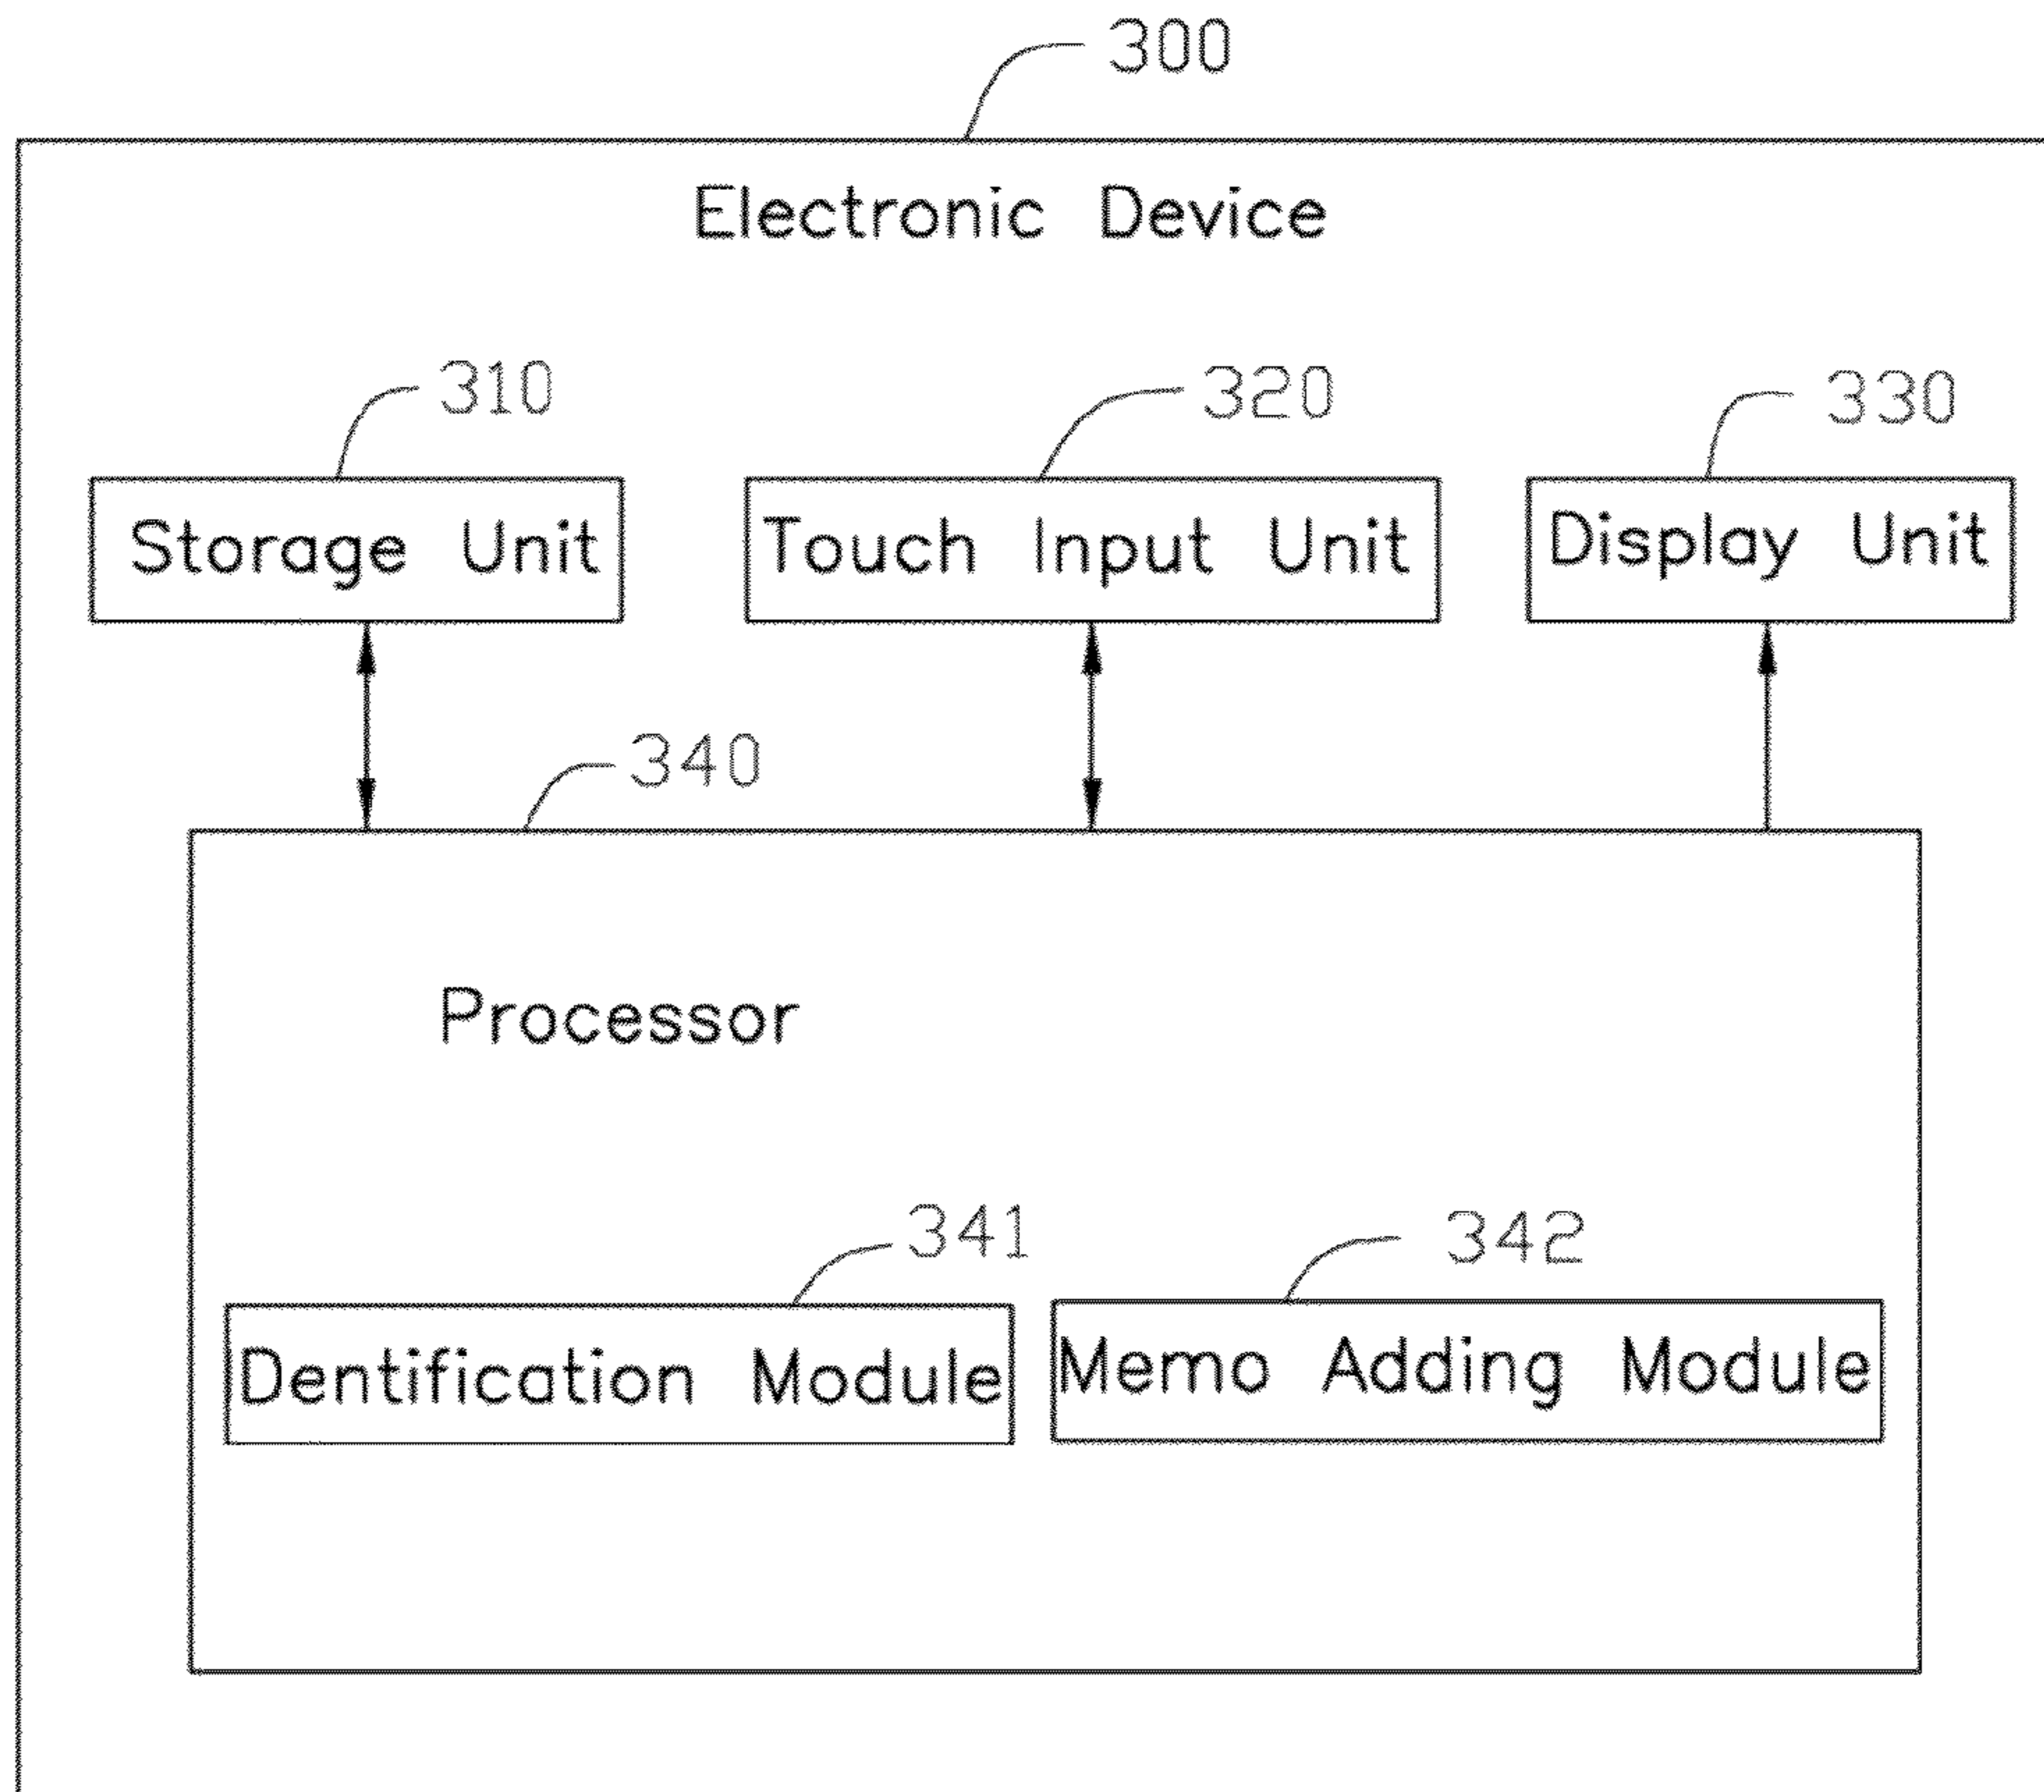 300
Electronic Device
310 320 330
Storage Unit Touch Input Unit Display Unit
340
Processor
341 342
Dentification Module Memo Adding Module